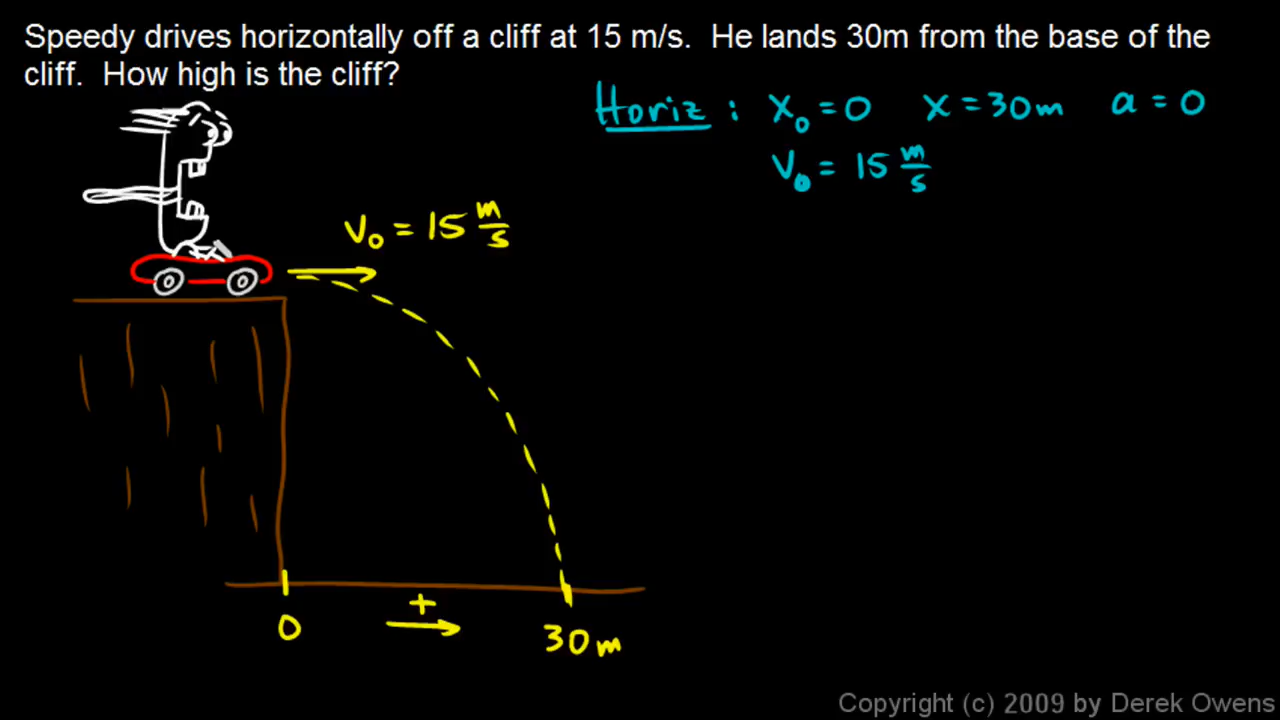 Speedy drives horizontally off a cliff at 15 m/s. He lands 30m from the base of the
cliff. How high is the cliff?
Horiz : x₀ = 0 x = 30m a = 0
v₀ = 15 m/s
v₀ = 15 m/s
0 + 30 m
Copyright (c) 2009 by Derek Owens